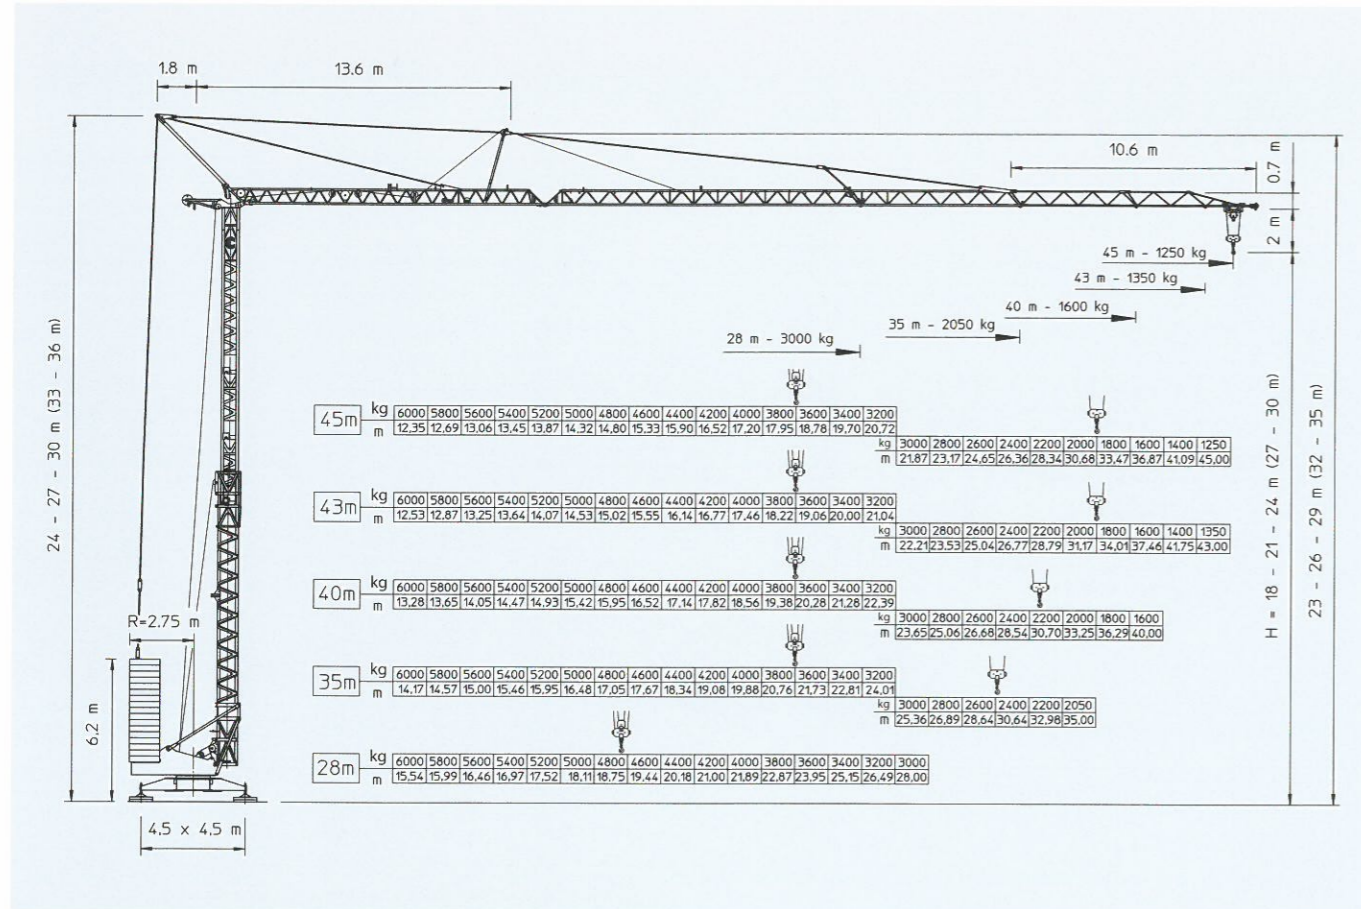 1.8 m 13.6 m
10.6 m
0.7 m
2 m
45 m - 1250 kg
43 m - 1350 kg
40 m - 1600 kg
35 m - 2050 kg
28 m - 3000 kg
24 - 27 - 30 m (33 - 36 m)
H = 18 - 21 - 24 m (27 - 30 m)
23 - 26 - 29 m (32 - 35 m)
45m
kg 6000 5800 5600 5400 5200 5000 4800 4600 4400 4200 4000 3800 3600 3400 3200
m 12,35 12,69 13,06 13,45 13,87 14,32 14,80 15,33 15,90 16,52 17,20 17,95 18,78 19,70 20,72
kg 3000 2800 2600 2400 2200 2000 1800 1600 1400 1250
m 21,87 23,17 24,65 26,36 28,34 30,68 33,47 36,87 41,09 45,00
43m
kg 6000 5800 5600 5400 5200 5000 4800 4600 4400 4200 4000 3800 3600 3400 3200
m 12,53 12,87 13,25 13,64 14,07 14,53 15,02 15,55 16,14 16,77 17,46 18,22 19,06 20,00 21,04
kg 3000 2800 2600 2400 2200 2000 1800 1600 1400 1350
m 22,21 23,53 25,04 26,77 28,79 31,17 34,01 37,46 41,75 43,00
40m
kg 6000 5800 5600 5400 5200 5000 4800 4600 4400 4200 4000 3800 3600 3400 3200
m 13,28 13,65 14,05 14,47 14,93 15,42 15,95 16,52 17,14 17,82 18,56 19,38 20,28 21,28 22,39
kg 3000 2800 2600 2400 2200 2000 1800 1600
m 23,65 25,06 26,68 28,54 30,70 33,25 36,29 40,00
R=2.75 m
35m
kg 6000 5800 5600 5400 5200 5000 4800 4600 4400 4200 4000 3800 3600 3400 3200
m 14,17 14,57 15,00 15,46 15,95 16,48 17,05 17,67 18,34 19,08 19,88 20,76 21,73 22,81 24,01
kg 3000 2800 2600 2400 2200 2050
m 25,36 26,89 28,64 30,64 32,98 35,00
6,2 m
28m
kg 6000 5800 5600 5400 5200 5000 4800 4600 4400 4200 4000 3800 3600 3400 3200 3000
m 15,54 15,99 16,46 16,97 17,52 18,11 18,75 19,44 20,18 21,00 21,89 22,87 23,95 25,15 26,49 28,00
4,5 x 4,5 m